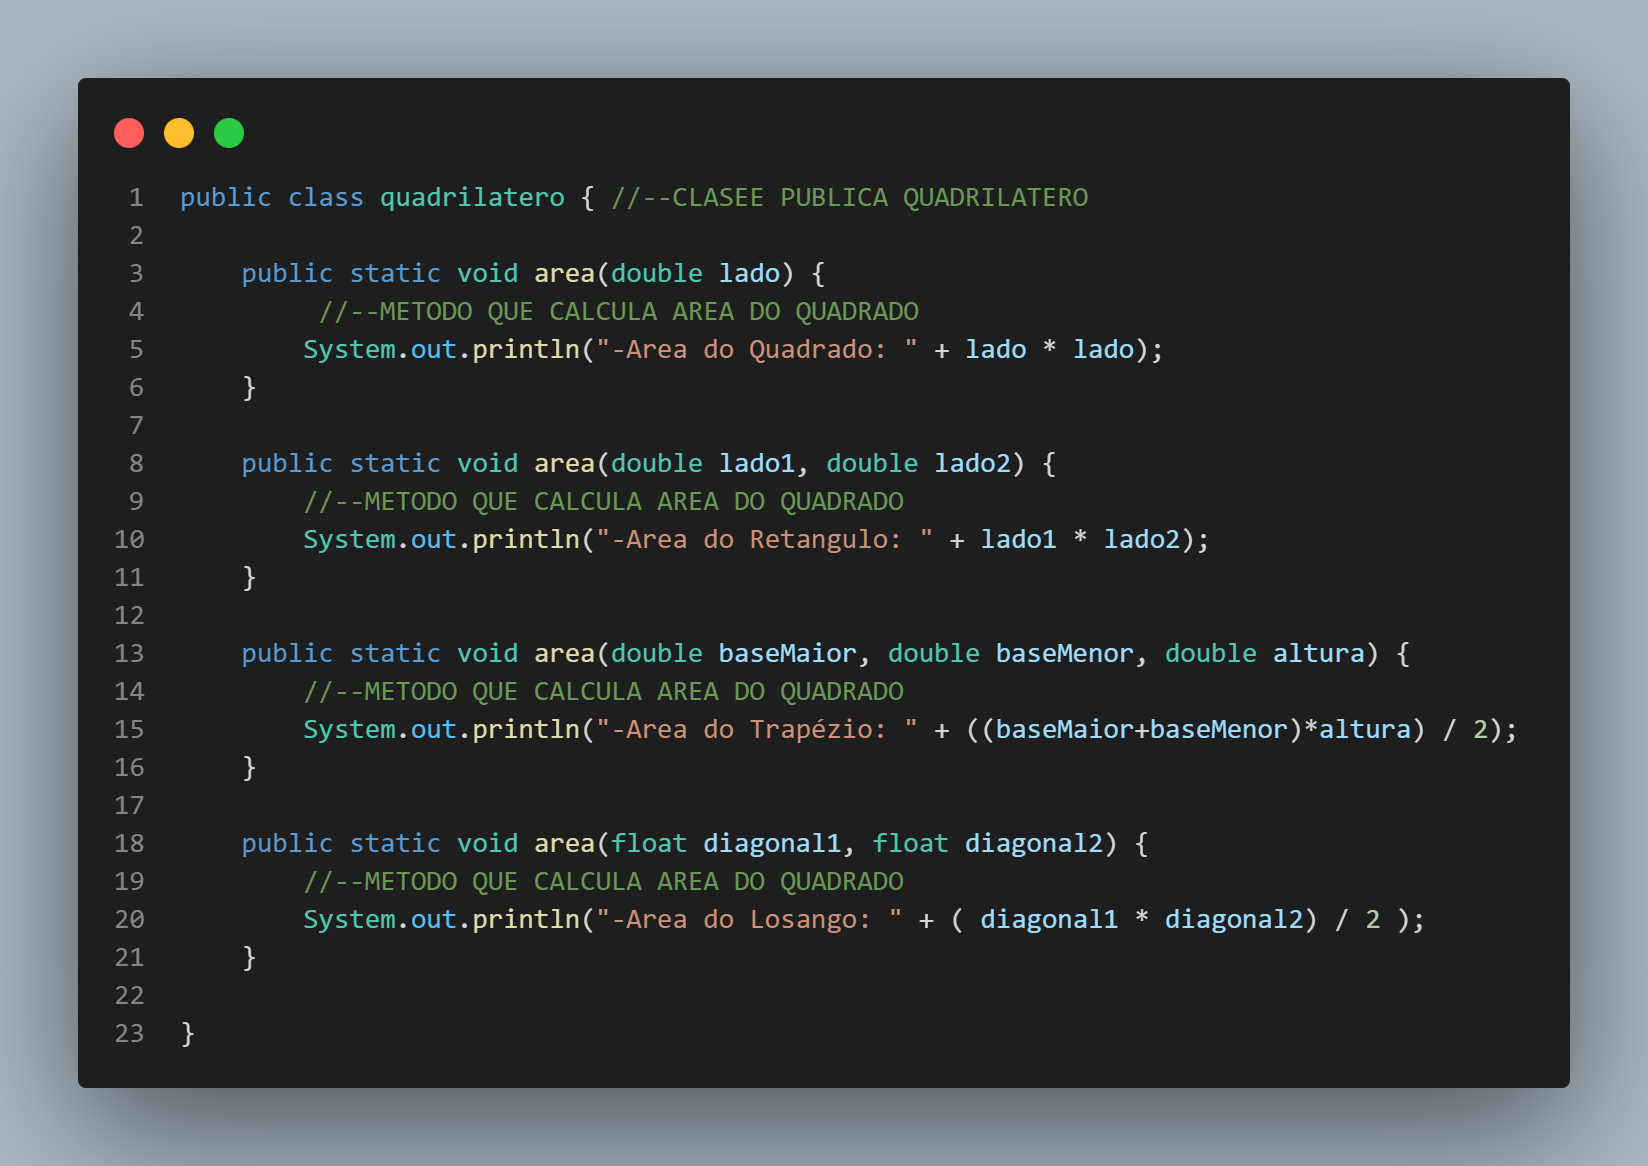 1 public class quadrilatero { //--CLASEE PUBLICA QUADRILATERO
2
3     public static void area(double lado) {
4          //--METODO QUE CALCULA AREA DO QUADRADO
5         System.out.println("-Area do Quadrado: " + lado * lado);
6     }
7
8     public static void area(double lado1, double lado2) {
9         //--METODO QUE CALCULA AREA DO QUADRADO
10         System.out.println("-Area do Retangulo: " + lado1 * lado2);
11     }
12
13     public static void area(double baseMaior, double baseMenor, double altura) {
14         //--METODO QUE CALCULA AREA DO QUADRADO
15         System.out.println("-Area do Trapézio: " + ((baseMaior+baseMenor)*altura) / 2);
16     }
17
18     public static void area(float diagonal1, float diagonal2) {
19         //--METODO QUE CALCULA AREA DO QUADRADO
20         System.out.println("-Area do Losango: " + ( diagonal1 * diagonal2) / 2 );
21     }
22
23 }